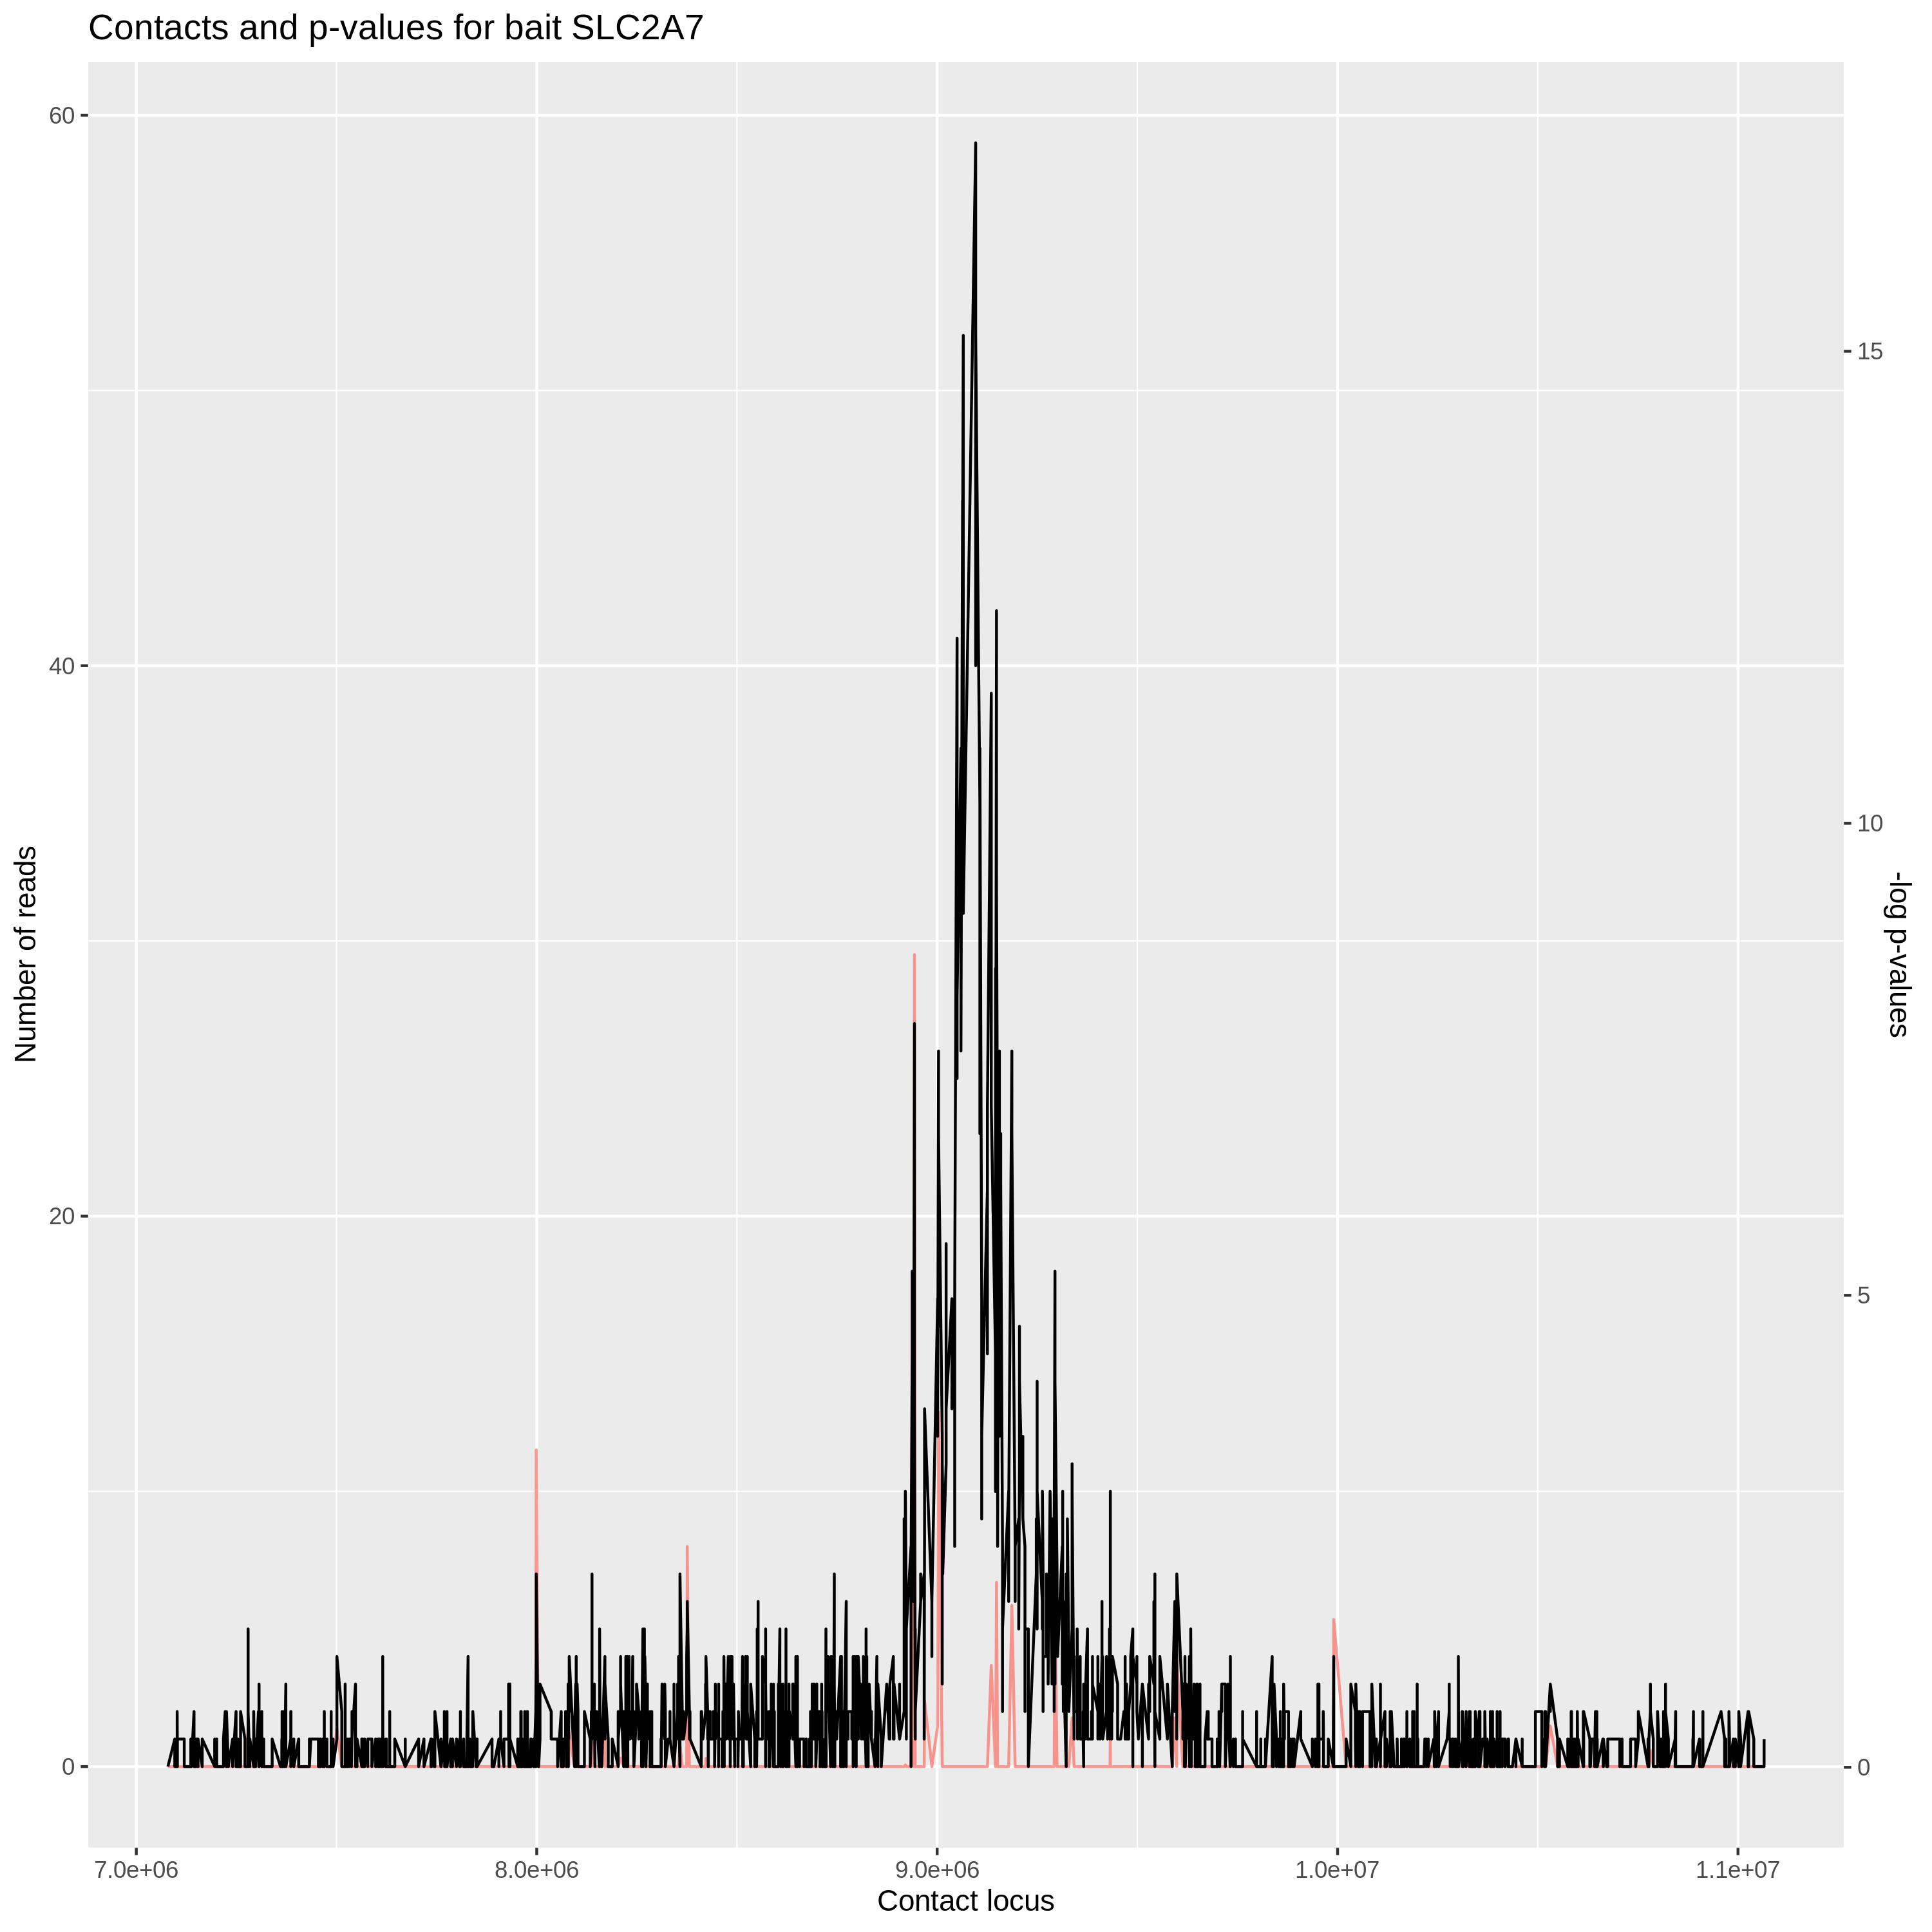 Contacts and p-values for bait SLC2A7
60
40
20
0
Number of reads
15
10
5
0
-log p-values
7.0e+06
8.0e+06
9.0e+06
1.0e+07
1.1e+07
Contact locus